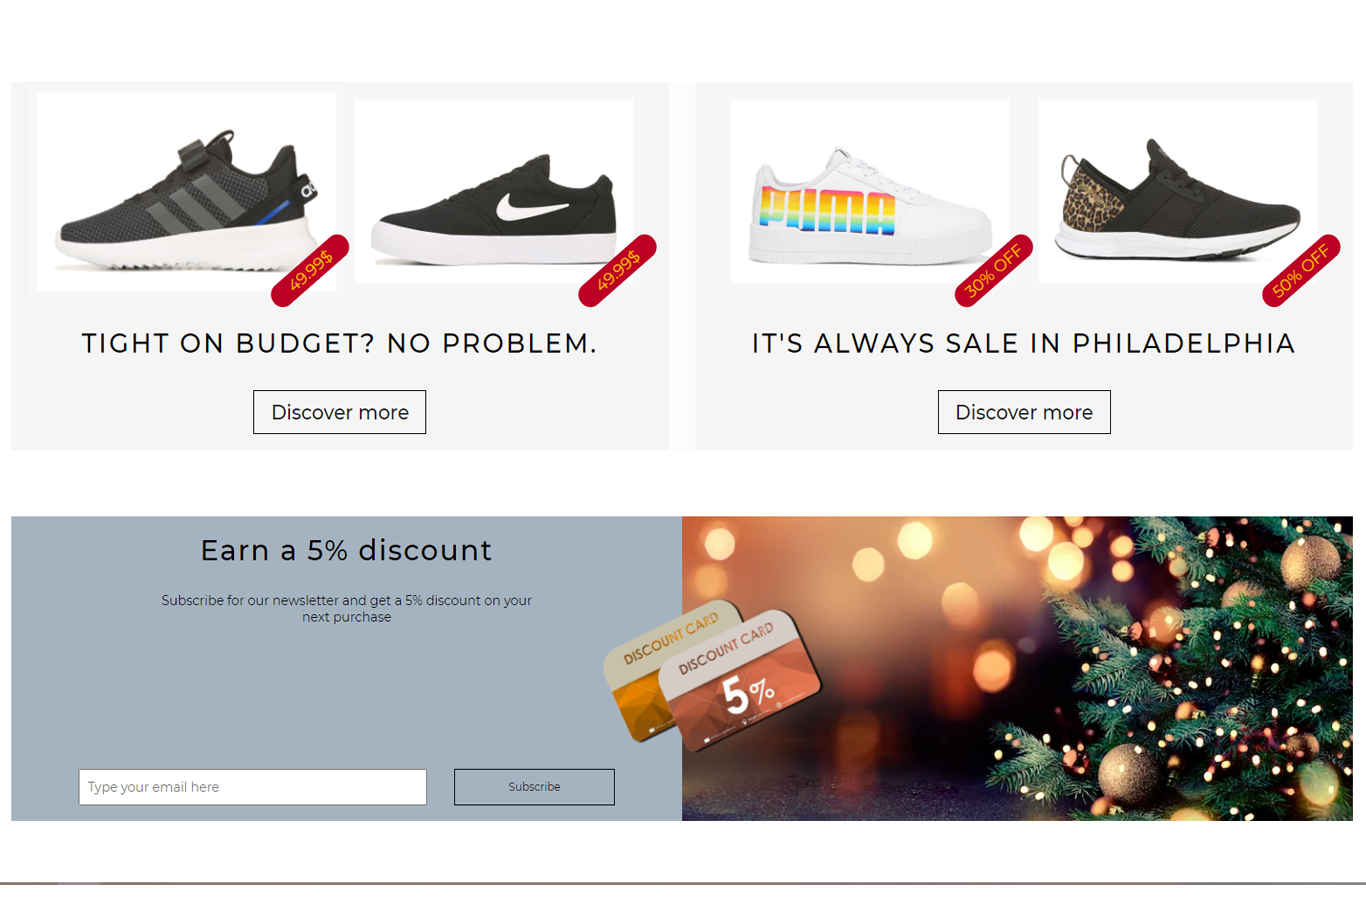 PUMA
49.99$
49.99$
30% OFF
50% OFF
TIGHT ON BUDGET? NO PROBLEM.
IT'S ALWAYS SALE IN PHILADELPHIA
Discover more
Discover more
Earn a 5% discount
Subscribe for our newsletter and get a 5% discount on your
next purchase
DISCOUNT CARD
DISCOUNT CARD
5%
Type your email here
Subscribe